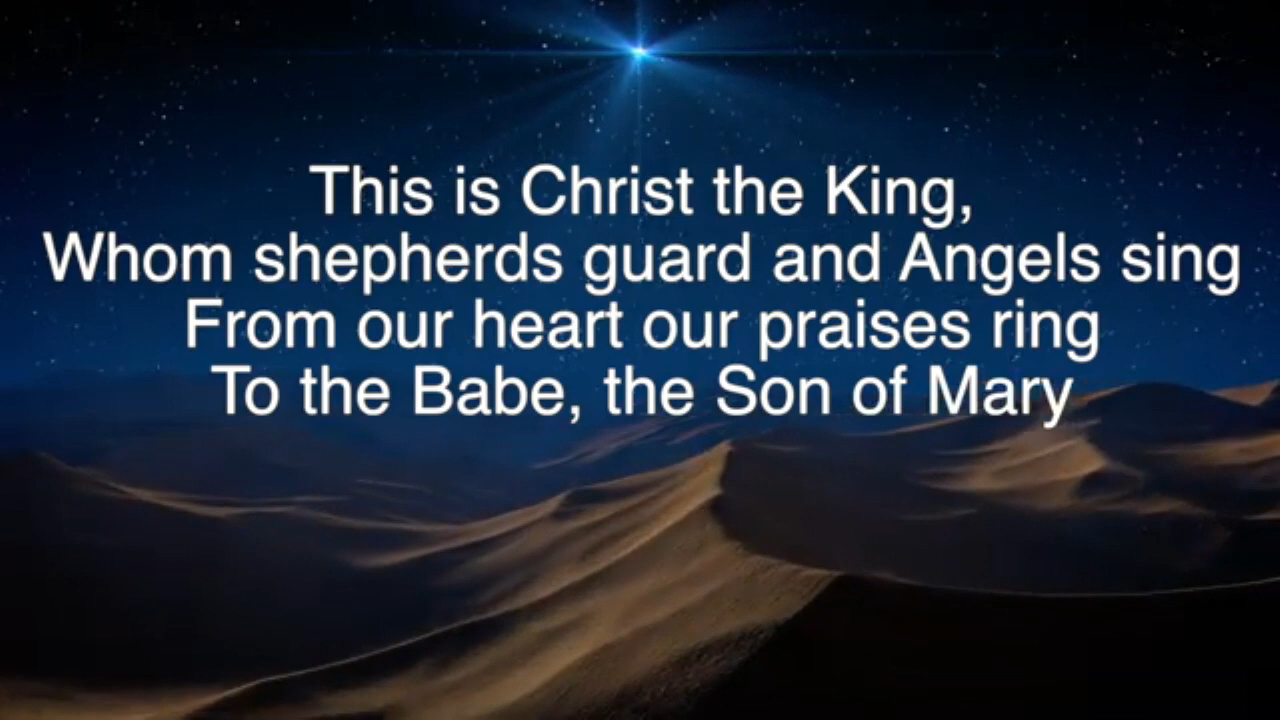 This is Christ the King,
Whom shepherds guard and Angels sing
From our heart our praises ring
To the Babe, the Son of Mary